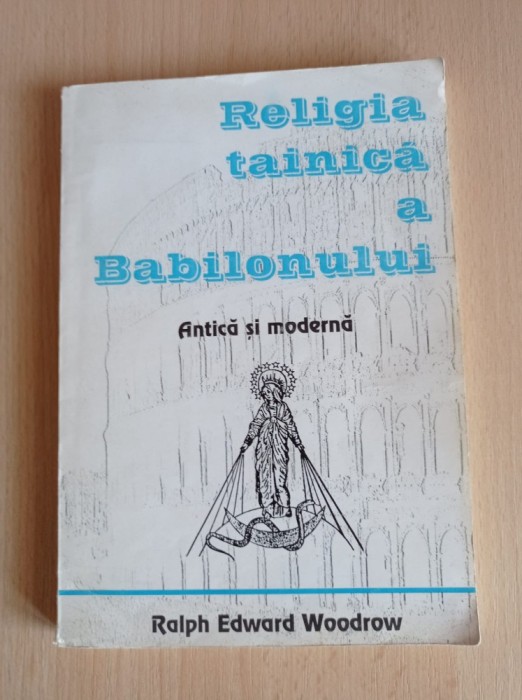 Religia
tainică
a
Babilonului
Antică și modernă
Ralph Edward Woodrow